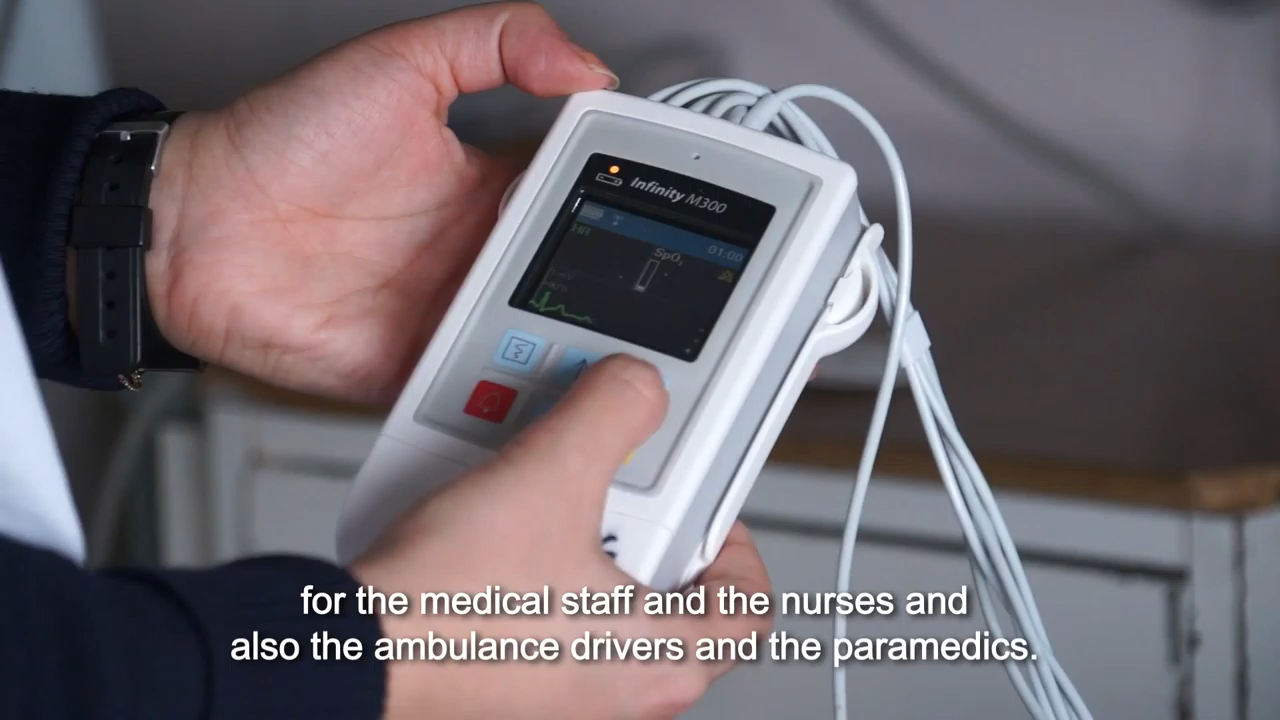 Infinity M300
01:00
HR
SpO₂
for the medical staff and the nurses and
also the ambulance drivers and the paramedics.